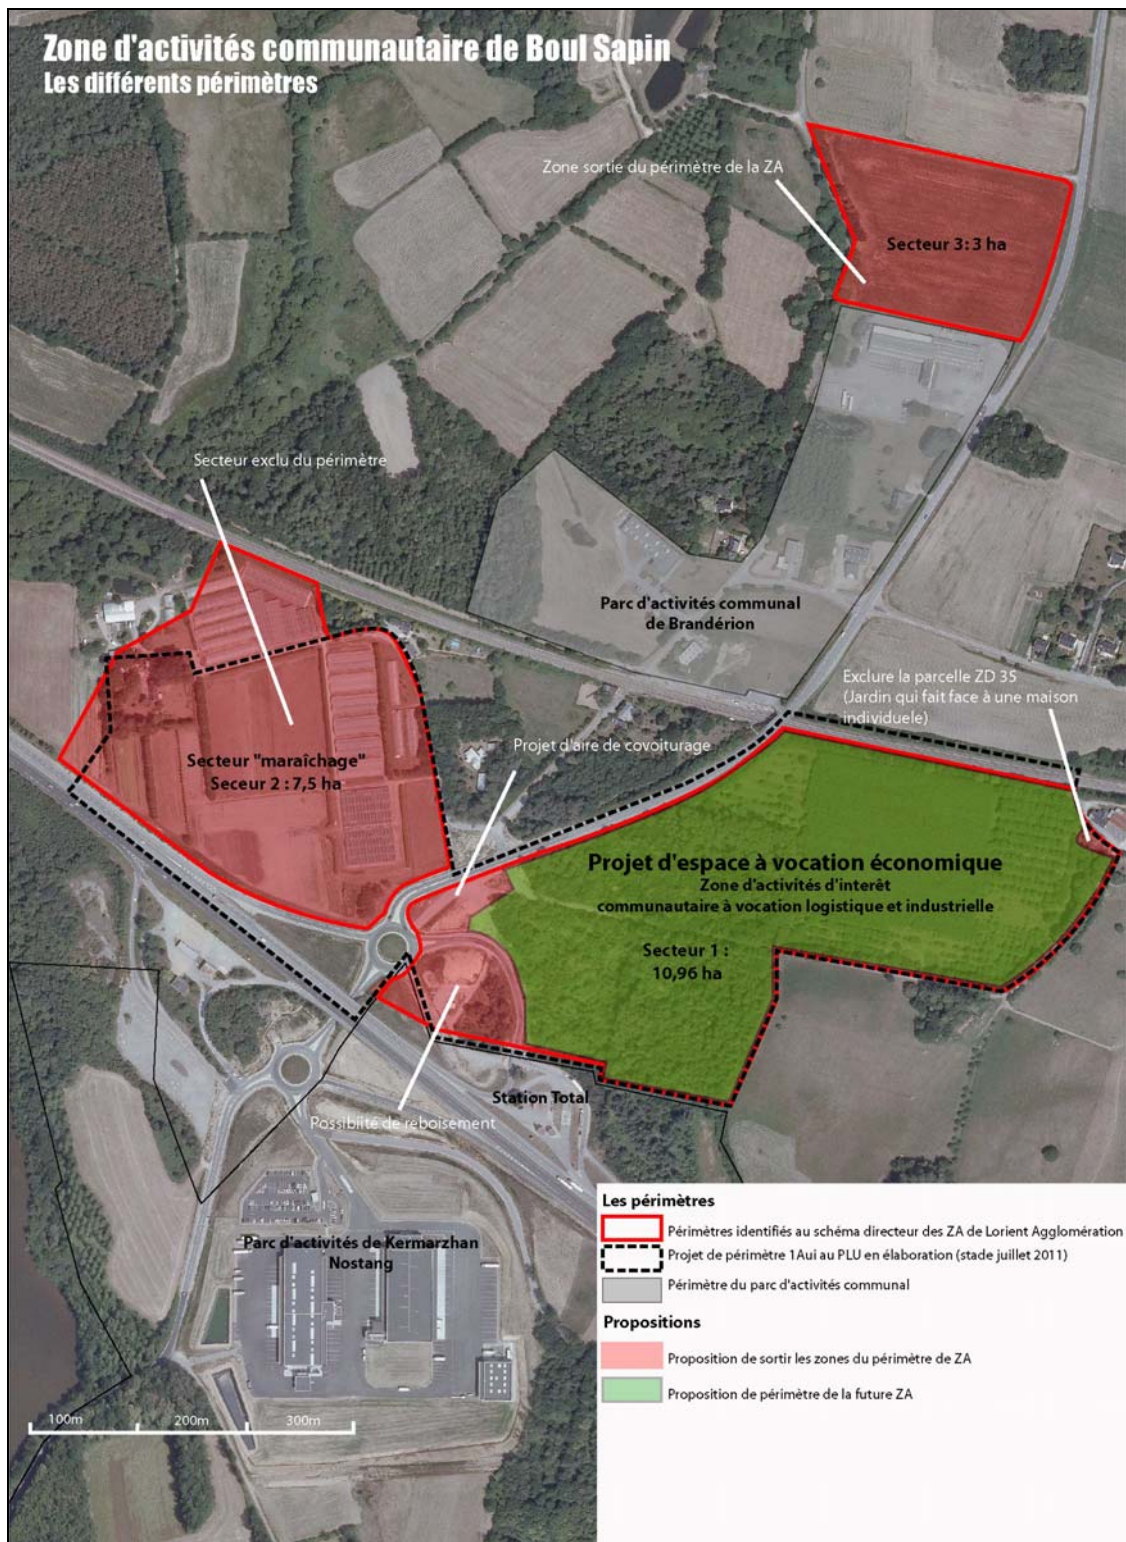 Zone d'activités communautaire de Boul Sapin
Les différents périmètres
Zone sortie du périmètre de la ZA
Secteur 3 : 3 ha
Secteur exclu du périmètre
Parc d'activités communal
de Brandérion
Exclure la parcelle ZD 35
(Jardin qui fait face à une maison
individuele)
Projet d'aire de covoiturage
Secteur "maraîchage"
Seceur 2 : 7,5 ha
Projet d'espace à vocation économique
Zone d'activités d'interêt
communautaire à vocation logistique et industrielle
Secteur 1 :
10,96 ha
Station Total
Possibiité de reboisement
Parc d'activités de Kermarzhan
Nostang
100m 200m 300m
Les périmètres
Périmètres identifiés au schéma directeur des ZA de Lorient Agglomération
Projet de périmètre 1Aui au PLU en élaboration (stade juillet 2011)
Périmètre du parc d'activités communal
Propositions
Proposition de sortir les zones du périmètre de ZA
Proposition de périmètre de la future ZA